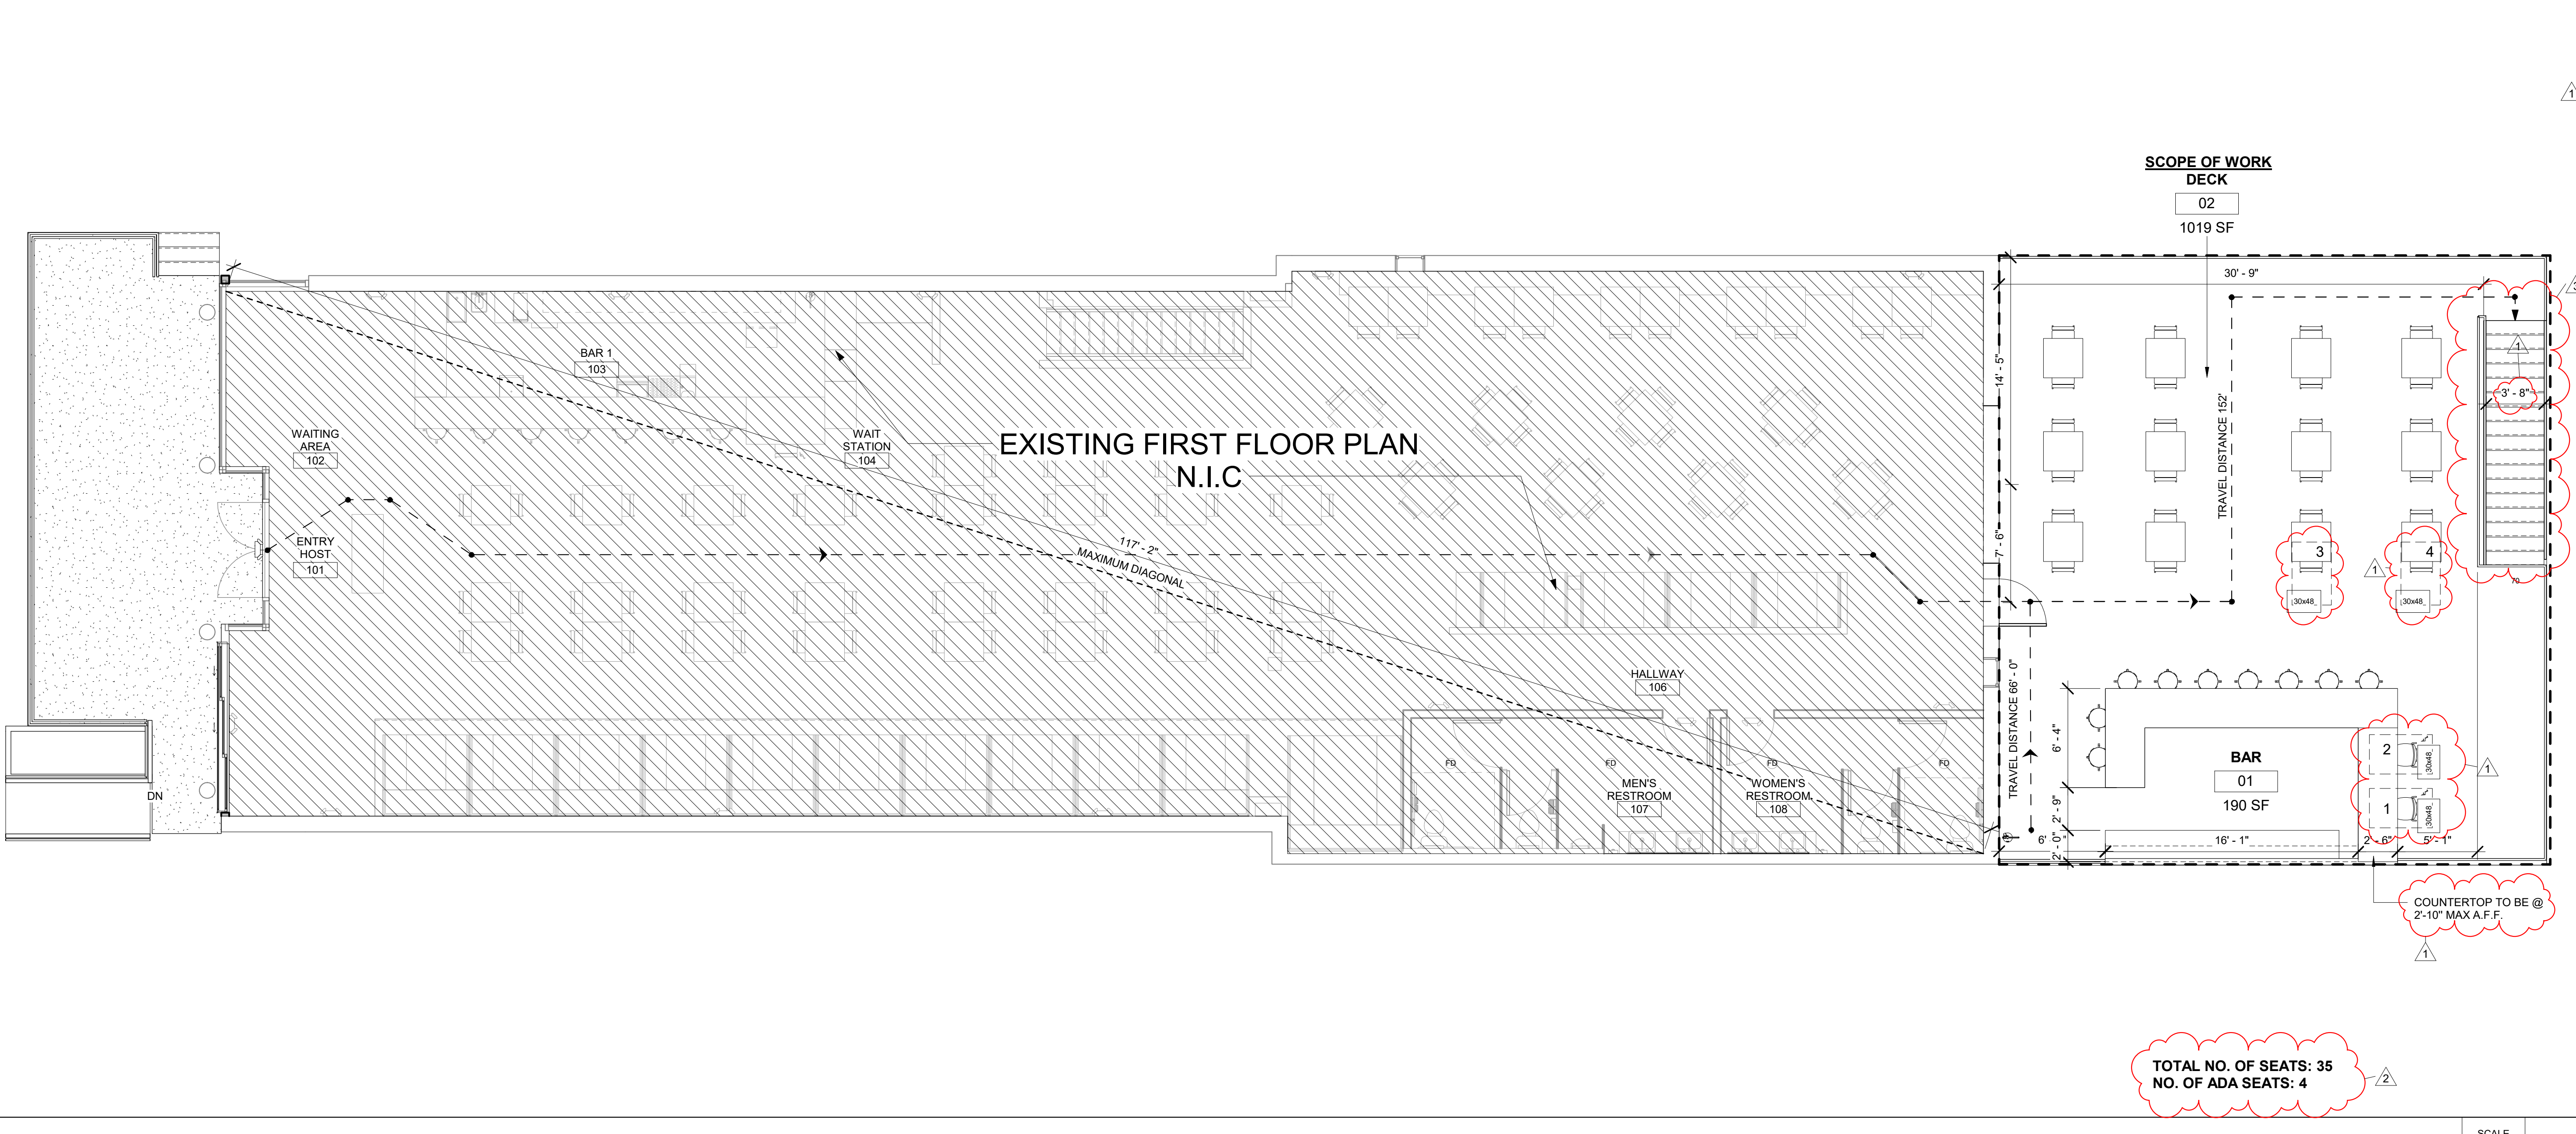 1
SCOPE OF WORK
DECK
02
1019 SF
30' - 9"
3
BAR 1
103
WAITING
AREA
102
WAIT
STATION
104
EXISTING FIRST FLOOR PLAN
N.I.C
ENTRY
HOST
101
117' - 2"
MAXIMUM DIAGONAL
14' - 5"
7' - 6"
TRAVEL DISTANCE 152'
1
3' - 8"
3
4
1
30x48
30x48
70
HALLWAY
106
TRAVEL DISTANCE 66' - 0"
6' - 4"
2' - 9"
2' - 0"
6'
FD
FD
FD
FD
MEN'S
RESTROOM
107
WOMEN'S
RESTROOM
108
BAR
01
190 SF
2
30x48
1
30x48
1
16' - 1"
2' - 6"
5' - 1"
DN
COUNTERTOP TO BE @
2'-10" MAX A.F.F.
1
TOTAL NO. OF SEATS: 35
NO. OF ADA SEATS: 4
2
SCALE